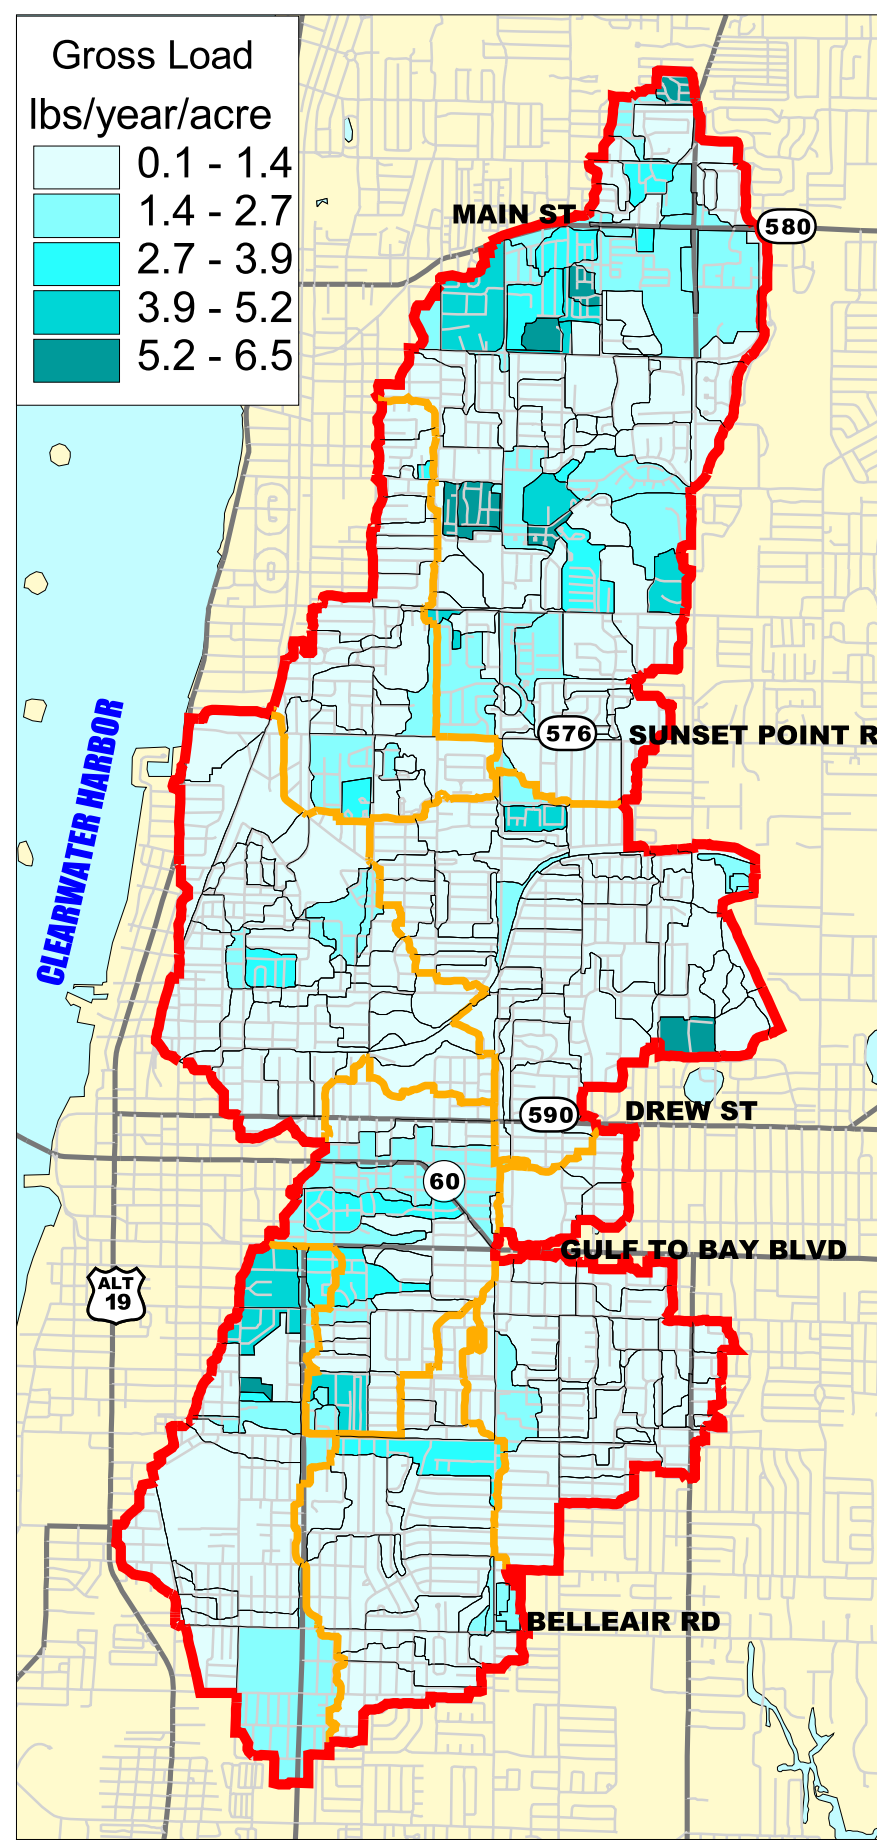 Gross Load
lbs/year/acre
0.1 - 1.4
1.4 - 2.7
2.7 - 3.9
3.9 - 5.2
5.2 - 6.5
MAIN ST
580
CLEARWATER HARBOR
576
SUNSET POINT R
590
DREW ST
60
GULF TO BAY BLVD
ALT
19
BELLEAIR RD